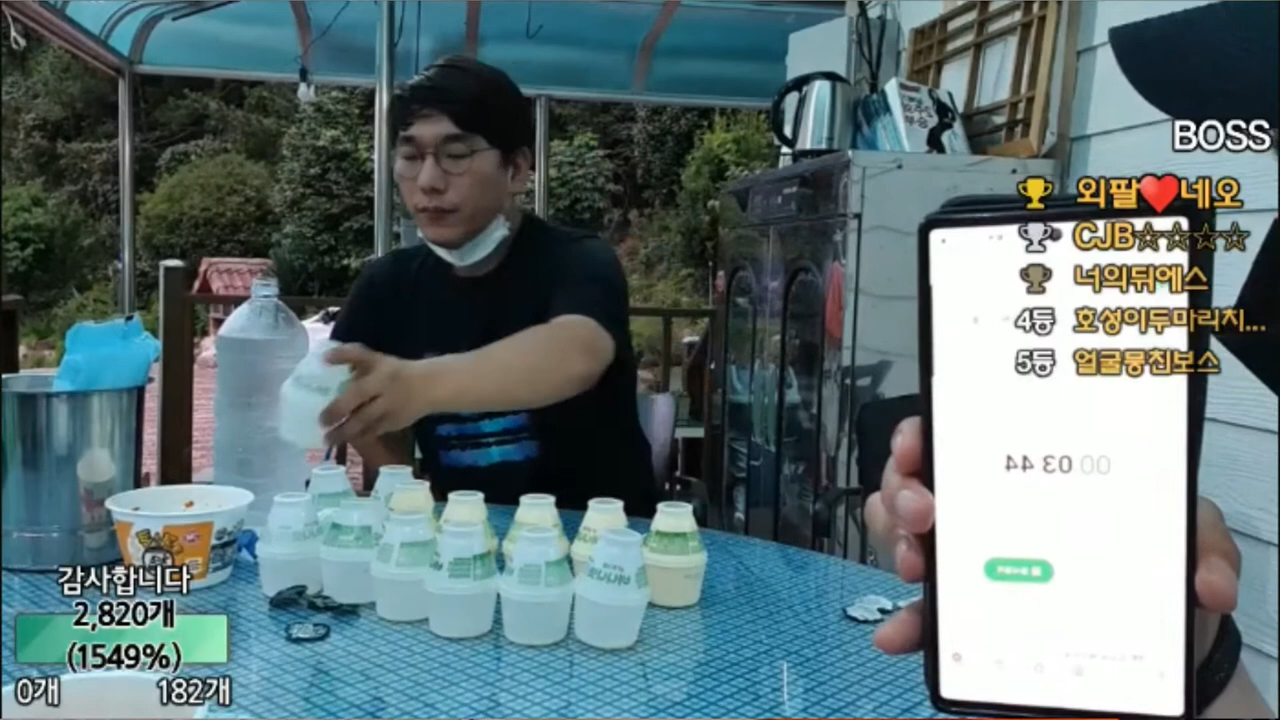 BOSS
외팔❤️네오
CJB☆☆☆☆
너의뒤에스
4등 호성이두마리치...
5등 얼굴뭉친보스
00 03 44
감사합니다
2,820개
(1549%)
0개 182개